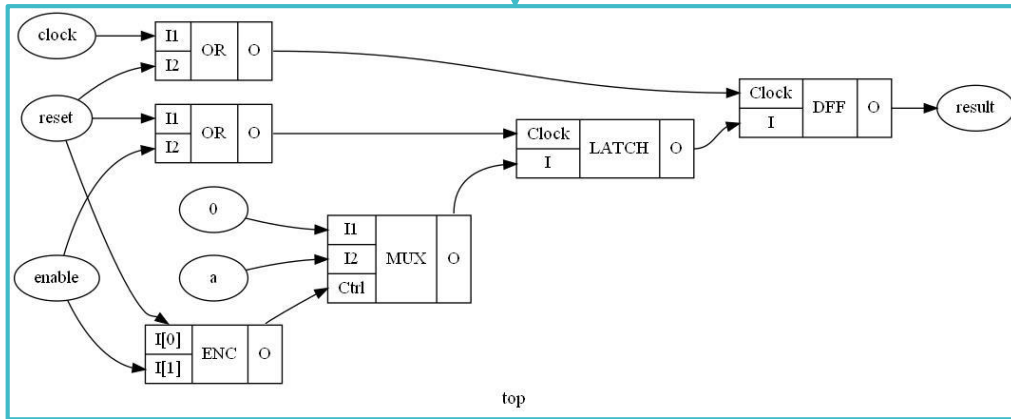 clock
I1
I2
OR
O
reset
I1
I2
OR
O
Clock
I
DFF
O
result
Clock
I
LATCH
O
0
a
I1
I2
Ctrl
MUX
O
enable
I[0]
I[1]
ENC
O
top